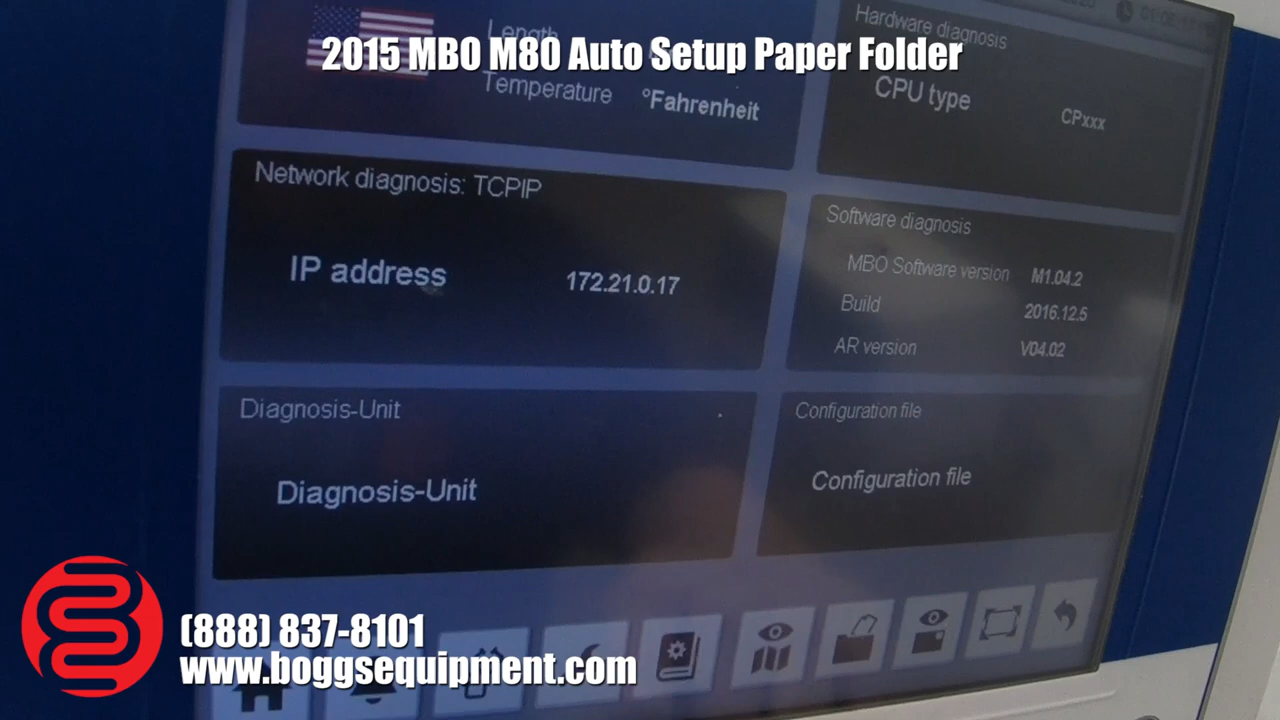 2015 MBO M80 Auto Setup Paper Folder
Length
Temperature °Fahrenheit
Hardware diagnosis
CPU type CPxxx
Network diagnosis: TCPIP
IP address 172.21.0.17
Software diagnosis
MBO Software version M1.04.2
Build 2016.12.5
AR version V04.02
Diagnosis-Unit
Diagnosis-Unit
Configuration file
Configuration file
(888) 837-8101
www.boggsequipment.com